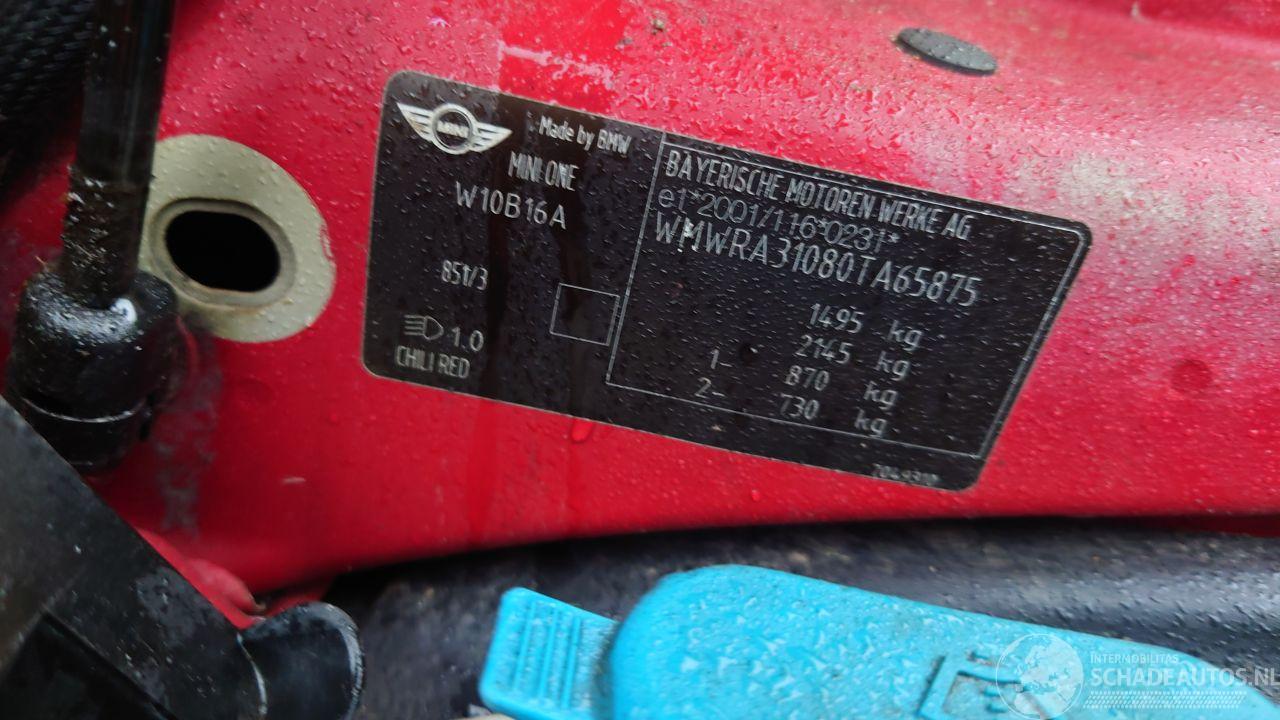 MINI
Made by BMW
MINI ONE
W10B16A
851/3
1.0
CHILI RED
BAYERISCHE MOTOREN WERKE AG
e1*2001/116*0231*
WMWRA31080TA65875
1495 kg
2145 kg
1- 870 kg
2- 730 kg
INTERMOBILITAS
SCHADEAUTOS.NL